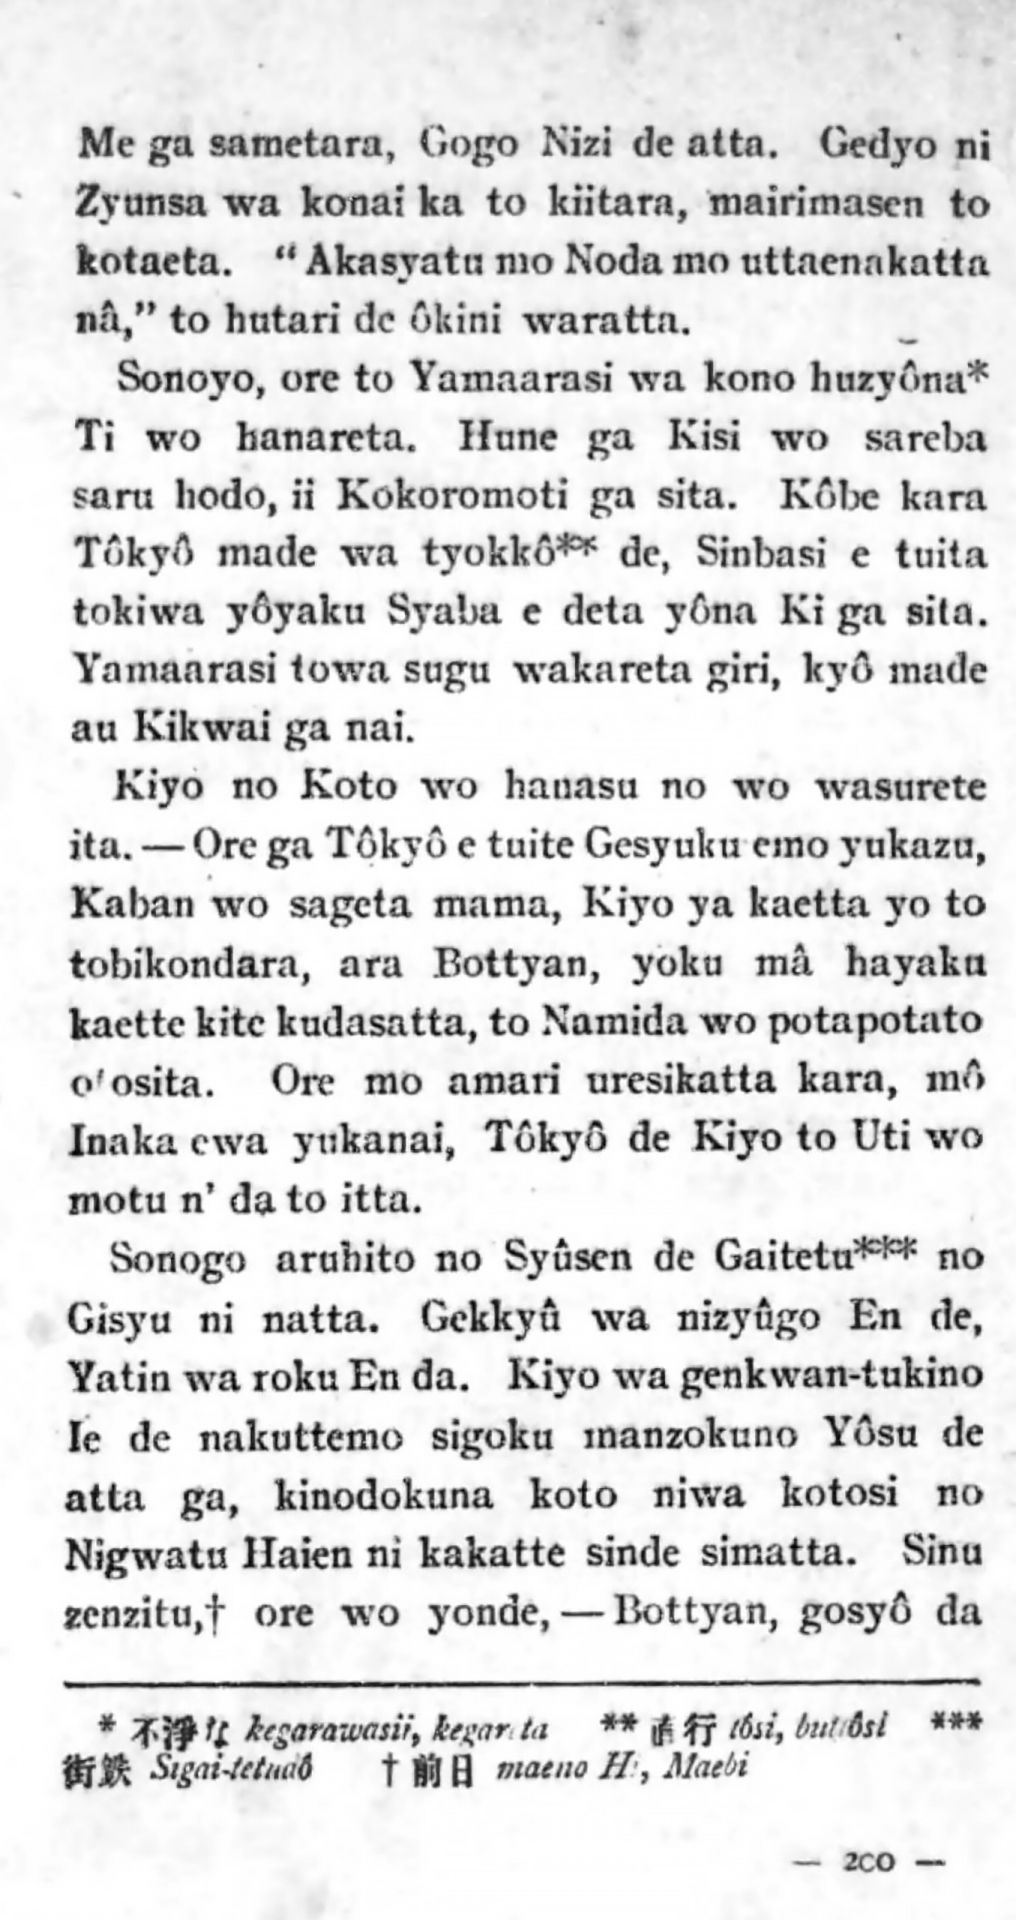 Me ga sametara, Gogo Nizi de atta. Gedyo ni
Zyunsa wa konai ka to kiitara, mairimasen to
kotaeta. “Akasyatu mo Noda mo uttaenakatta
nâ,” to hutari de ôkini waratta.
Sonoyo, ore to Yamaarasi wa kono huzyôna*
Ti wo hanareta. Hune ga Kisi wo sareba
saru hodo, ii Kokoromoti ga sita. Kôbe kara
Tôkyô made wa tyokkô** de, Sinbasi e tuita
tokiwa yôyaku Syaba e deta yôna Ki ga sita.
Yamaarasi towa sugu wakareta giri, kyô made
au Kikwai ga nai.
Kiyo no Koto wo hanasu no wo wasurete
ita. — Ore ga Tôkyô e tuite Gesyuku emo yukazu,
Kaban wo sageta mama, Kiyo ya kaetta yo to
tobikondara, ara Bottyan, yoku mâ hayaku
kaette kite kudasatta, to Namida wo potapotato
otosita. Ore mo amari uresikatta kara, mô
Inaka ewa yukanai, Tôkyô de Kiyo to Uti wo
motu n’ da to itta.
Sonogo aruhito no Syûsen de Gaitetu*** no
Gisyu ni natta. Gekkyû wa nizyûgo En de,
Yatin wa roku En da. Kiyo wa genkwan-tukino
Ie de nakuttemo sigoku manzokuno Yôsu de
atta ga, kinodokuna koto niwa kotosi no
Nigwatu Haien ni kakatte sinde simatta. Sinu
zenzitu,† ore wo yonde, — Bottyan, gosyô da
* 不淨な kegarawasii, kegareta ** 直行 tôsi, buttôsi ***
街鉄 Sigai-tetudô † 前日 maeno Hi, Maebi
— 200 —